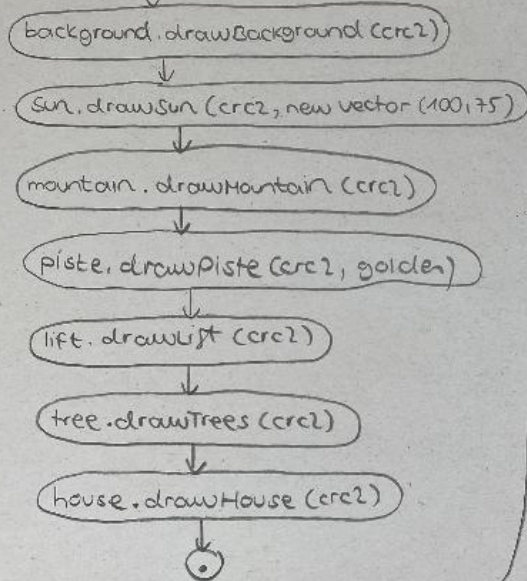 background.drawBackground (crc2)
sun.drawSun (crc2, new vector (100,75)
mountain.drawMountain (crc2)
piste.drawPiste (crc2, golden)
lift.drawLift (crc2)
tree.drawTrees (crc2)
house.drawHouse (crc2)